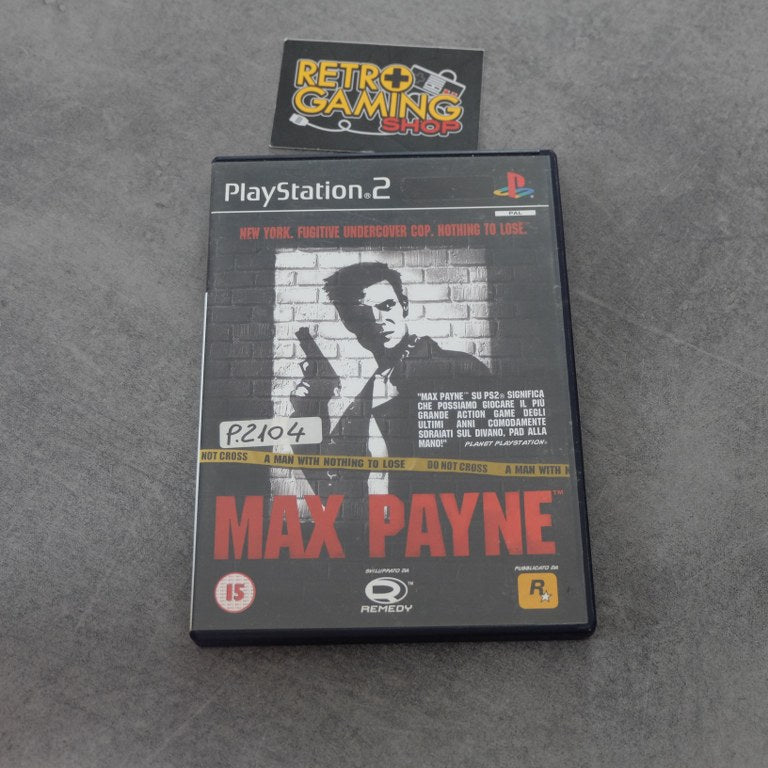 RETRO
GAMING
SHOP
PlayStation®2
PAL
NEW YORK. FUGITIVE UNDERCOVER COP. NOTHING TO LOSE.
"MAX PAYNE™ SU PS2® SIGNIFICA
CHE POSSIAMO GIOCARE IL PIÙ
GRANDE ACTION GAME DEGLI
ULTIMI ANNI COMODAMENTE
SDRAIATI SUL DIVANO, PAD ALLA
MANO!" PLANET PLAYSTATION®
P.2104
NOT CROSS A MAN WITH NOTHING TO LOSE DO NOT CROSS A MAN WITH N
MAX PAYNE™
SVILUPPATO DA
PUBBLICATO DA
15
REMEDY™
R